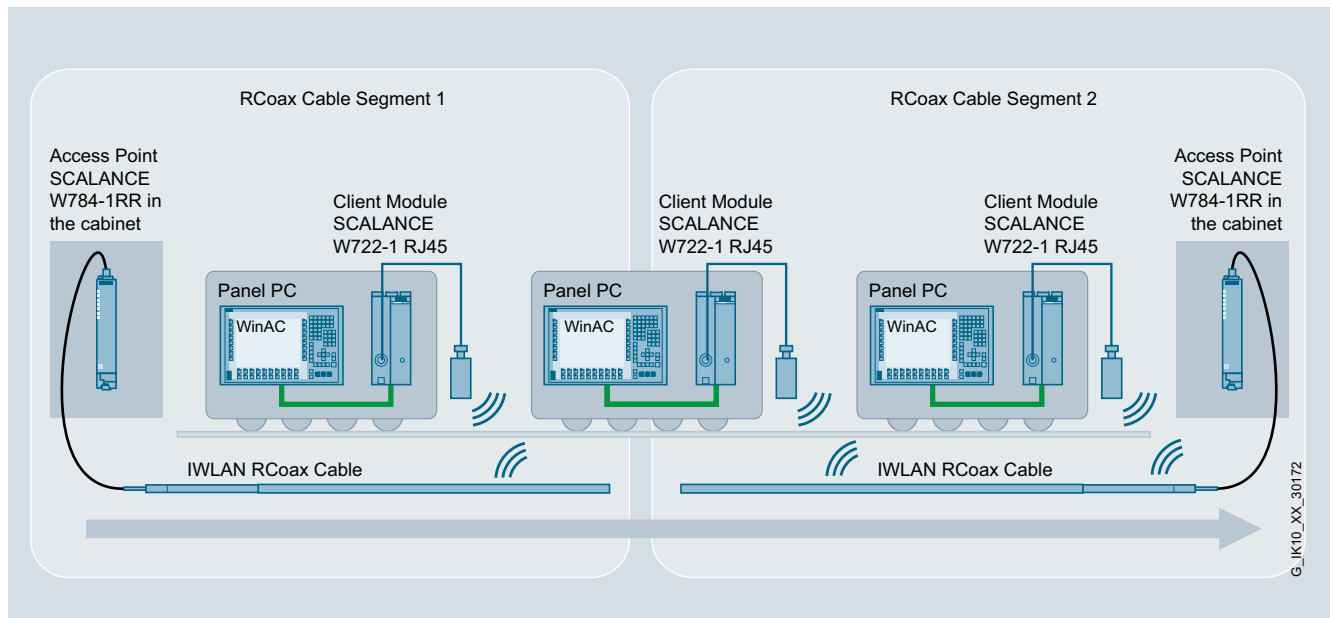 RCoax Cable Segment 1
RCoax Cable Segment 2
Access Point
SCALANCE
W784-1RR in
the cabinet
Client Module
SCALANCE
W722-1 RJ45
Client Module
SCALANCE
W722-1 RJ45
Client Module
SCALANCE
W722-1 RJ45
Access Point
SCALANCE
W784-1RR in
the cabinet
Panel PC
WinAC
Panel PC
WinAC
Panel PC
WinAC
IWLAN RCoax Cable
IWLAN RCoax Cable
G_IK10_XX_30172